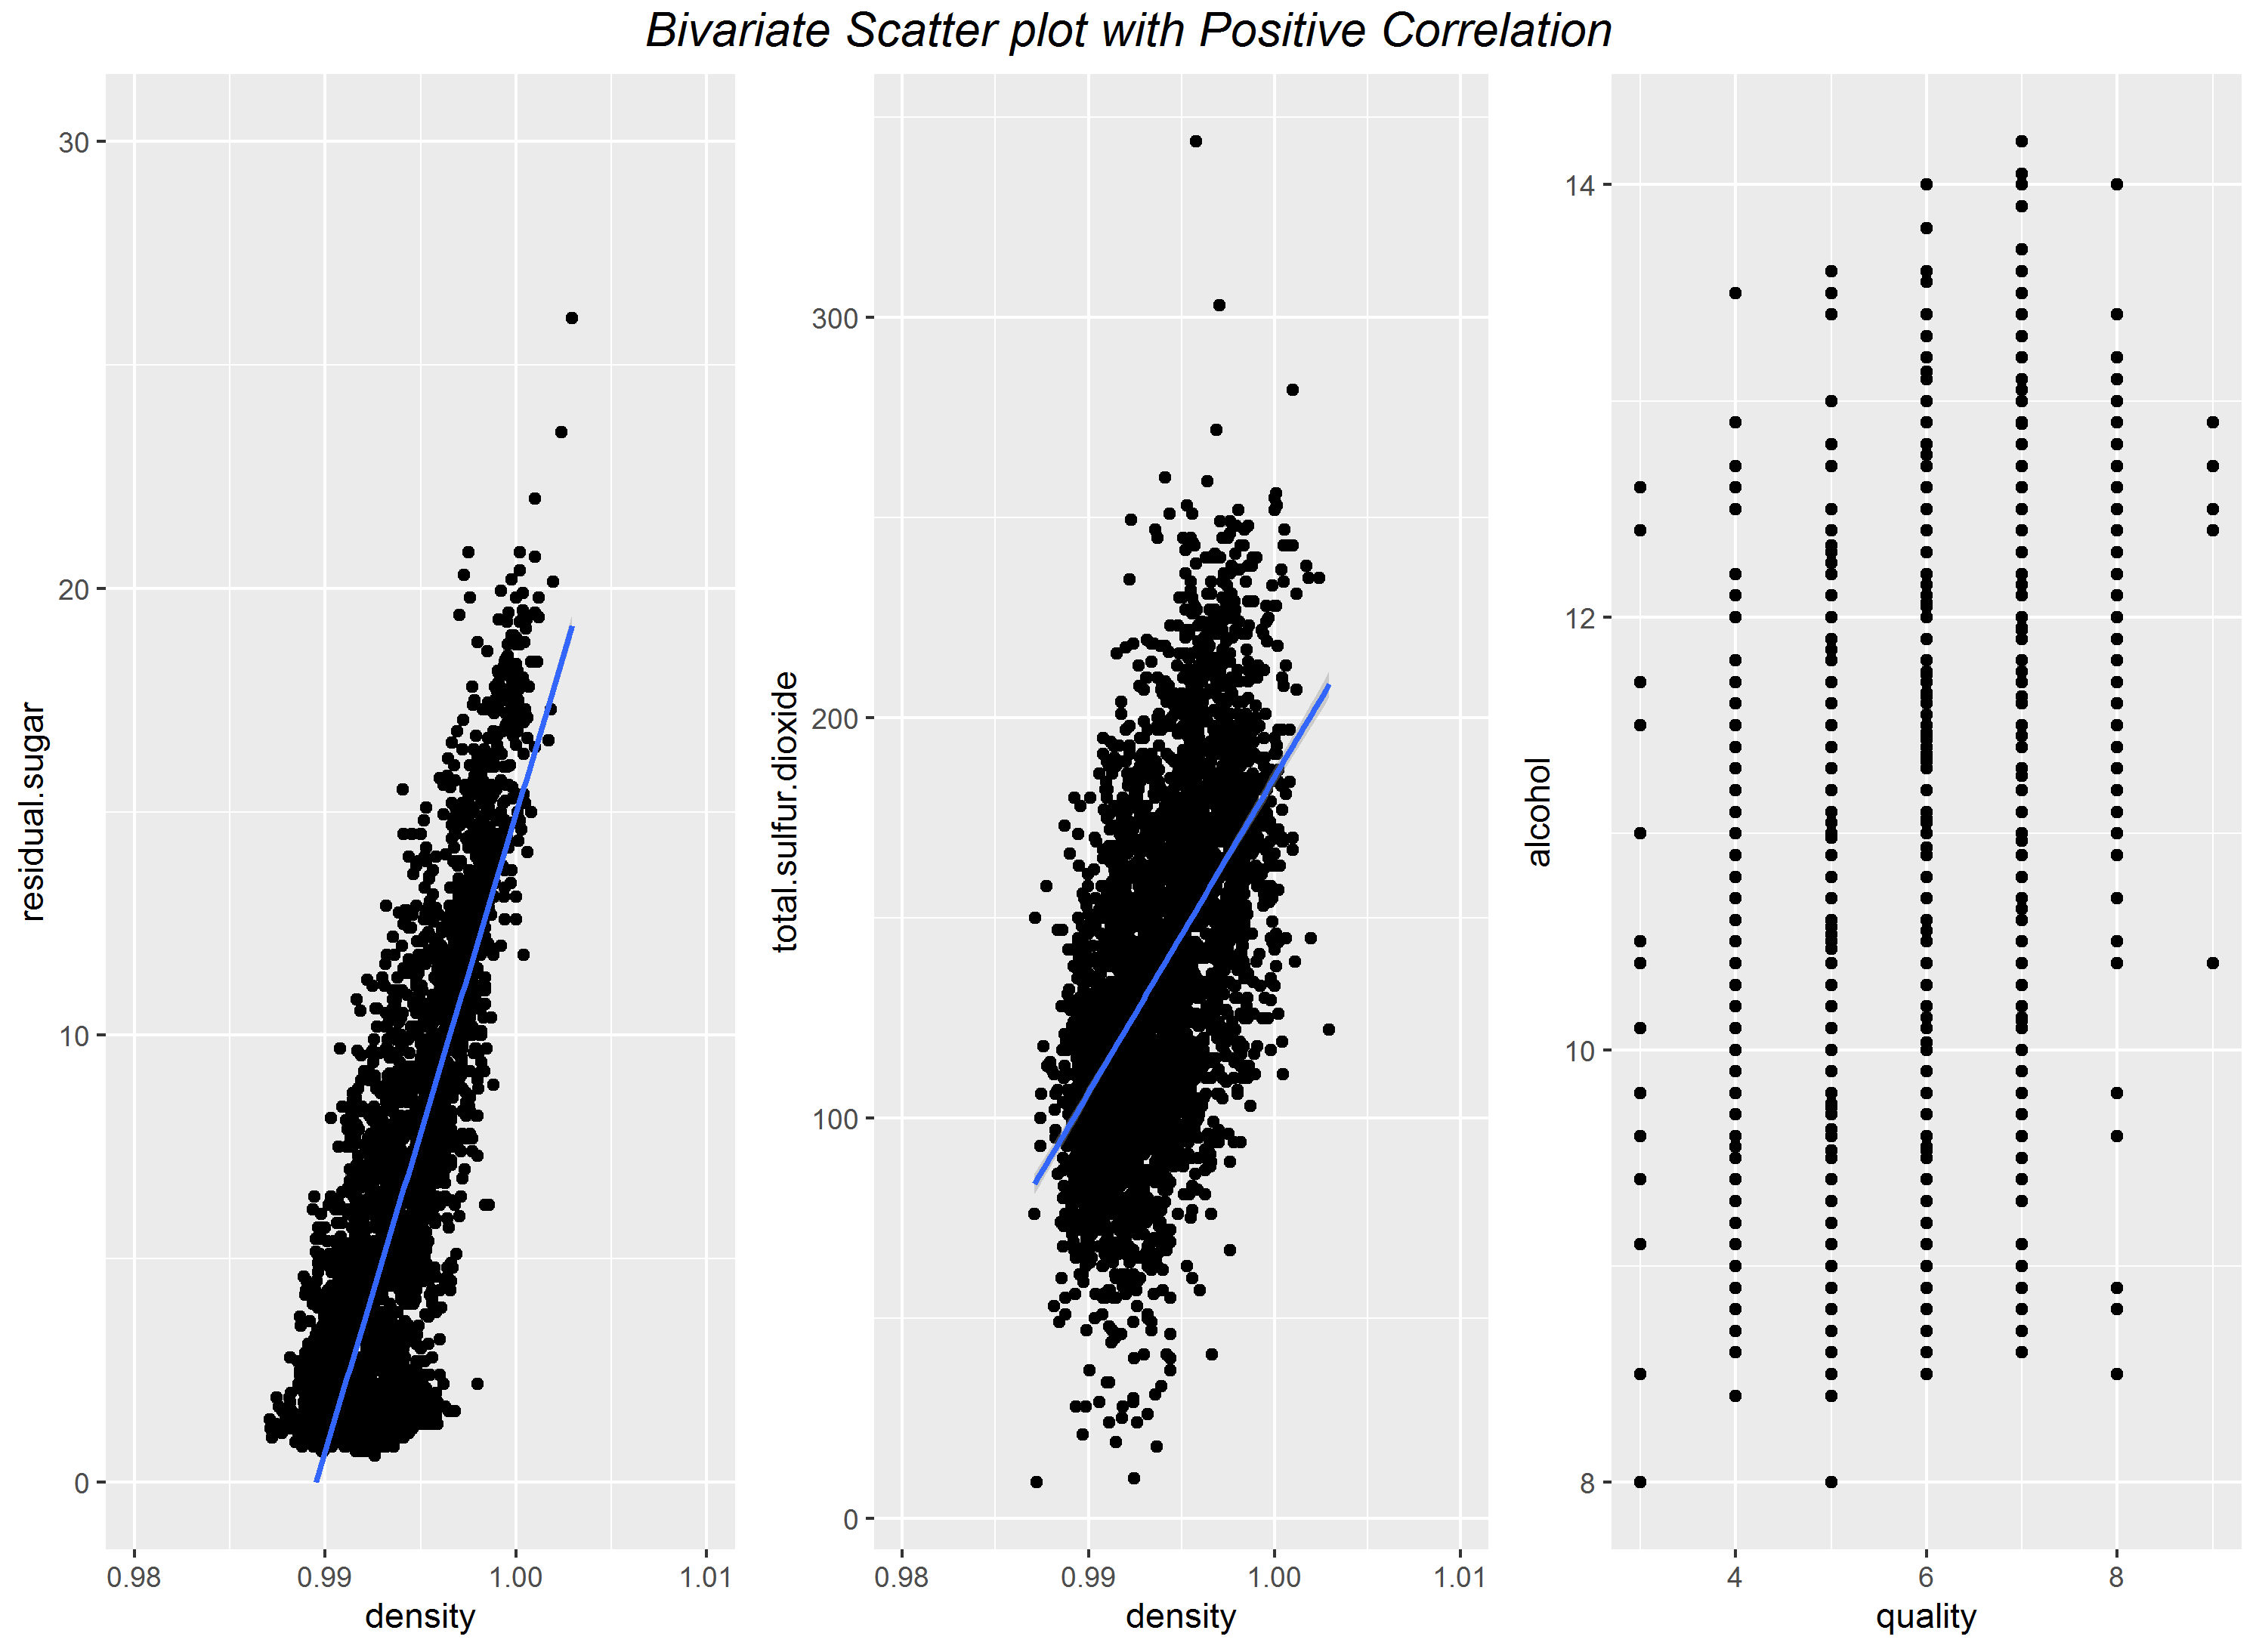 Bivariate Scatter plot with Positive Correlation
residual.sugar
30
20
10
0
0.98 0.99 1.00 1.01
density
total.sulfur.dioxide
300
200
100
0
0.98 0.99 1.00 1.01
density
alcohol
14
12
10
8
4 6 8
quality